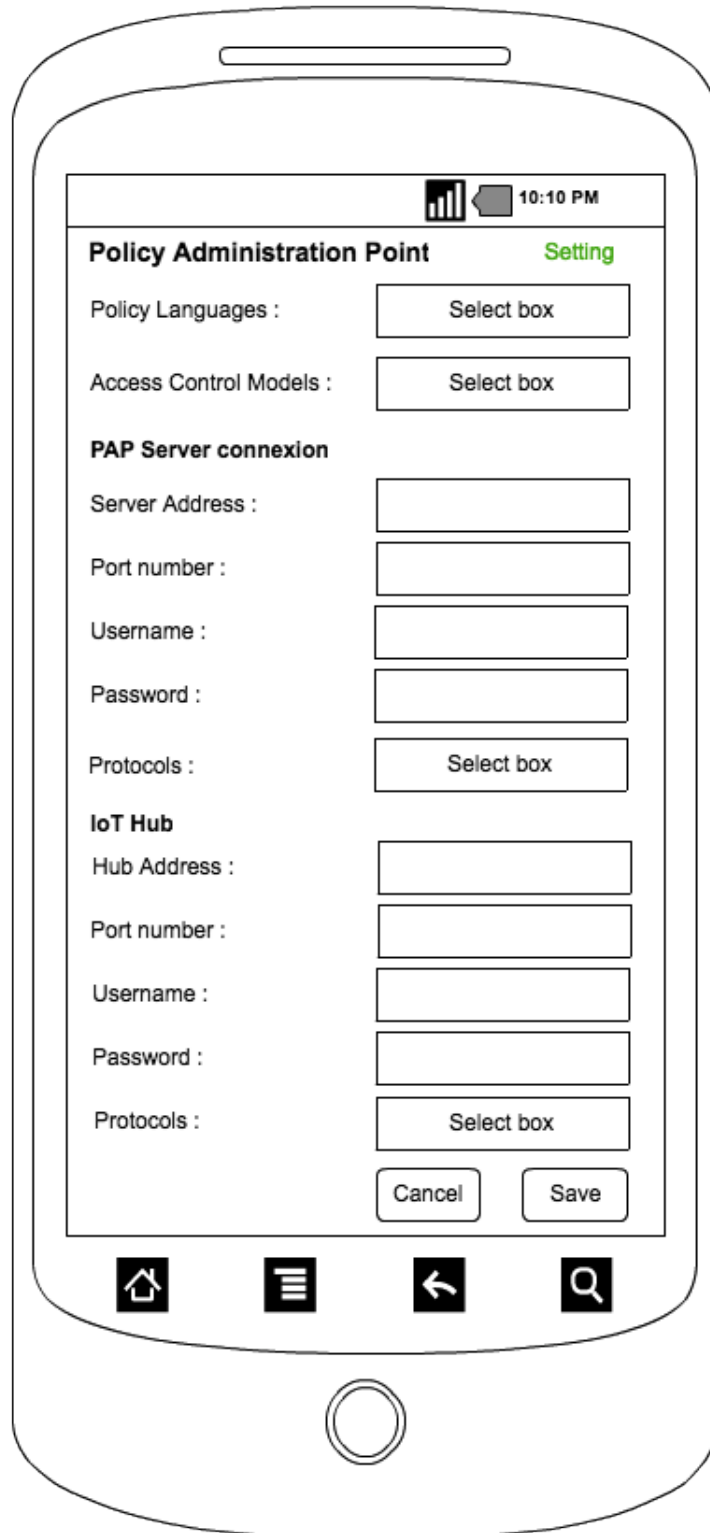 10:10 PM
Policy Administration Point Setting
Policy Languages : Select box
Access Control Models : Select box
PAP Server connexion
Server Address :
Port number :
Username :
Password :
Protocols : Select box
IoT Hub
Hub Address :
Port number :
Username :
Password :
Protocols : Select box
Cancel Save